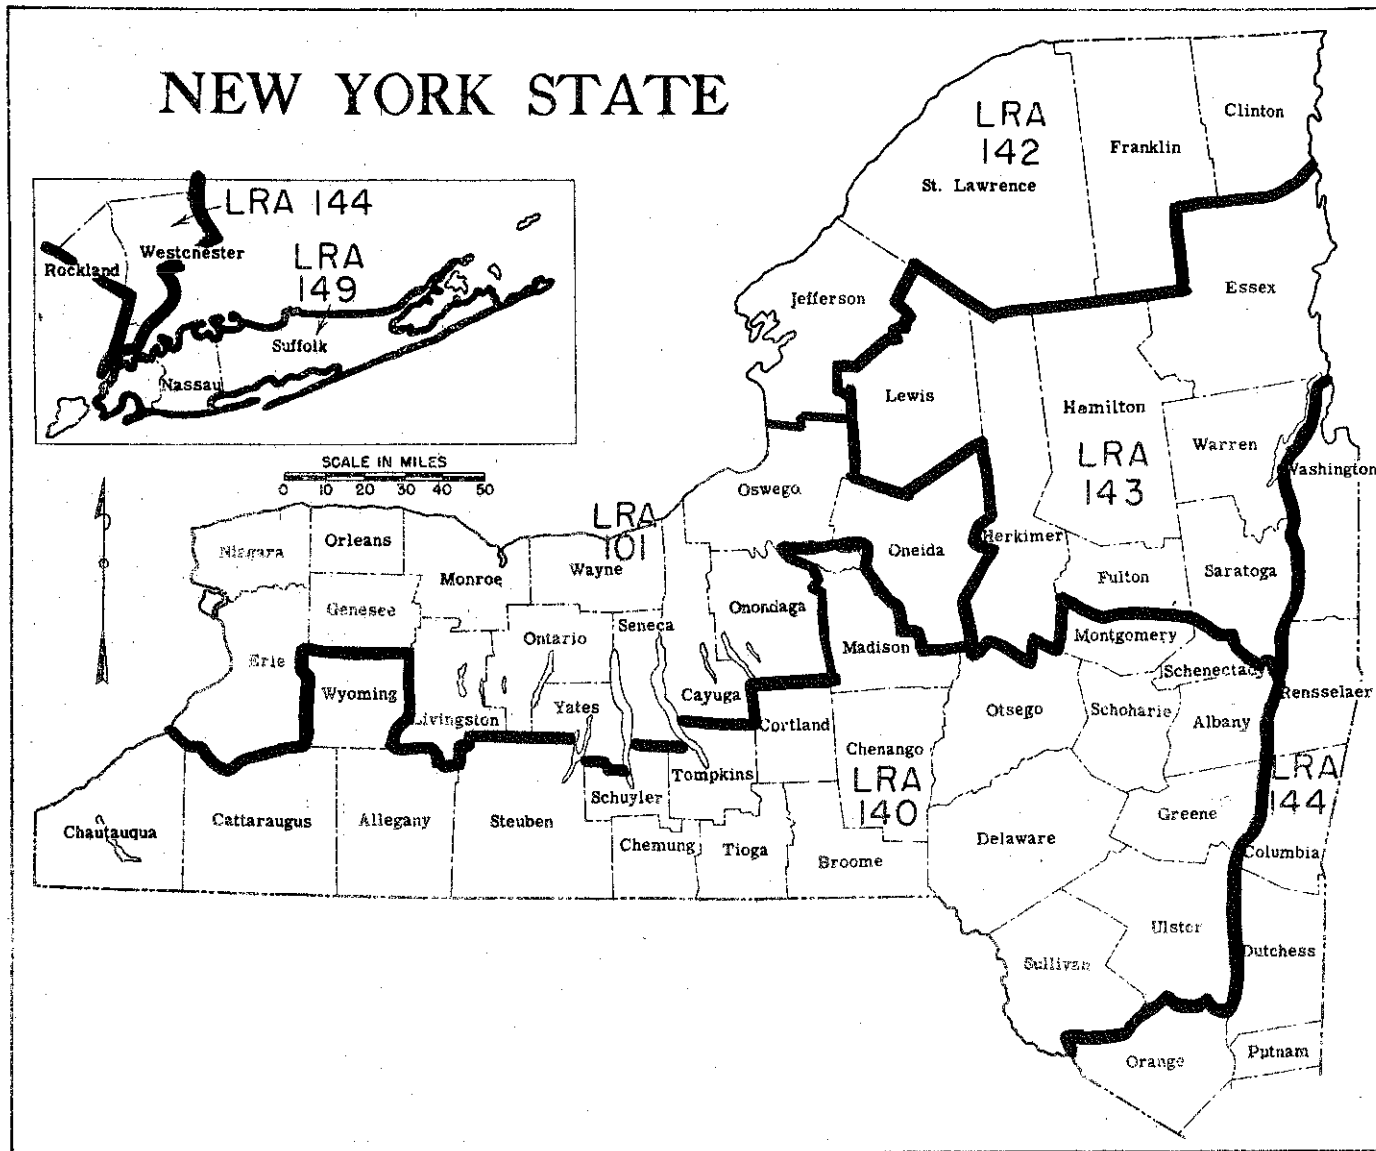 NEW YORK STATE
LRA 144
Westchester
Rockland
LRA
149
Suffolk
Nassau
SCALE IN MILES
0 10 20 30 40 50
LRA
142
Clinton
Franklin
St. Lawrence
Jefferson
Essex
Lewis
Hamilton
LRA
143
Warren
Washington
Oswego
LRA
101
Niagara
Orleans
Monroe
Wayne
Oneida
Herkimer
Fulton
Saratoga
Genesee
Onondaga
Seneca
Ontario
Madison
Montgomery
Schenectady
Erie
Wyoming
Livingston
Yates
Cayuga
Cortland
Otsego
Schoharie
Albany
Rensselaer
Chenango
LRA
140
Tompkins
Schuyler
LRA
144
Chautauqua
Cattaraugus
Allegany
Steuben
Chemung
Tioga
Broome
Delaware
Greene
Columbia
Ulster
Dutchess
Sullivan
Orange
Putnam